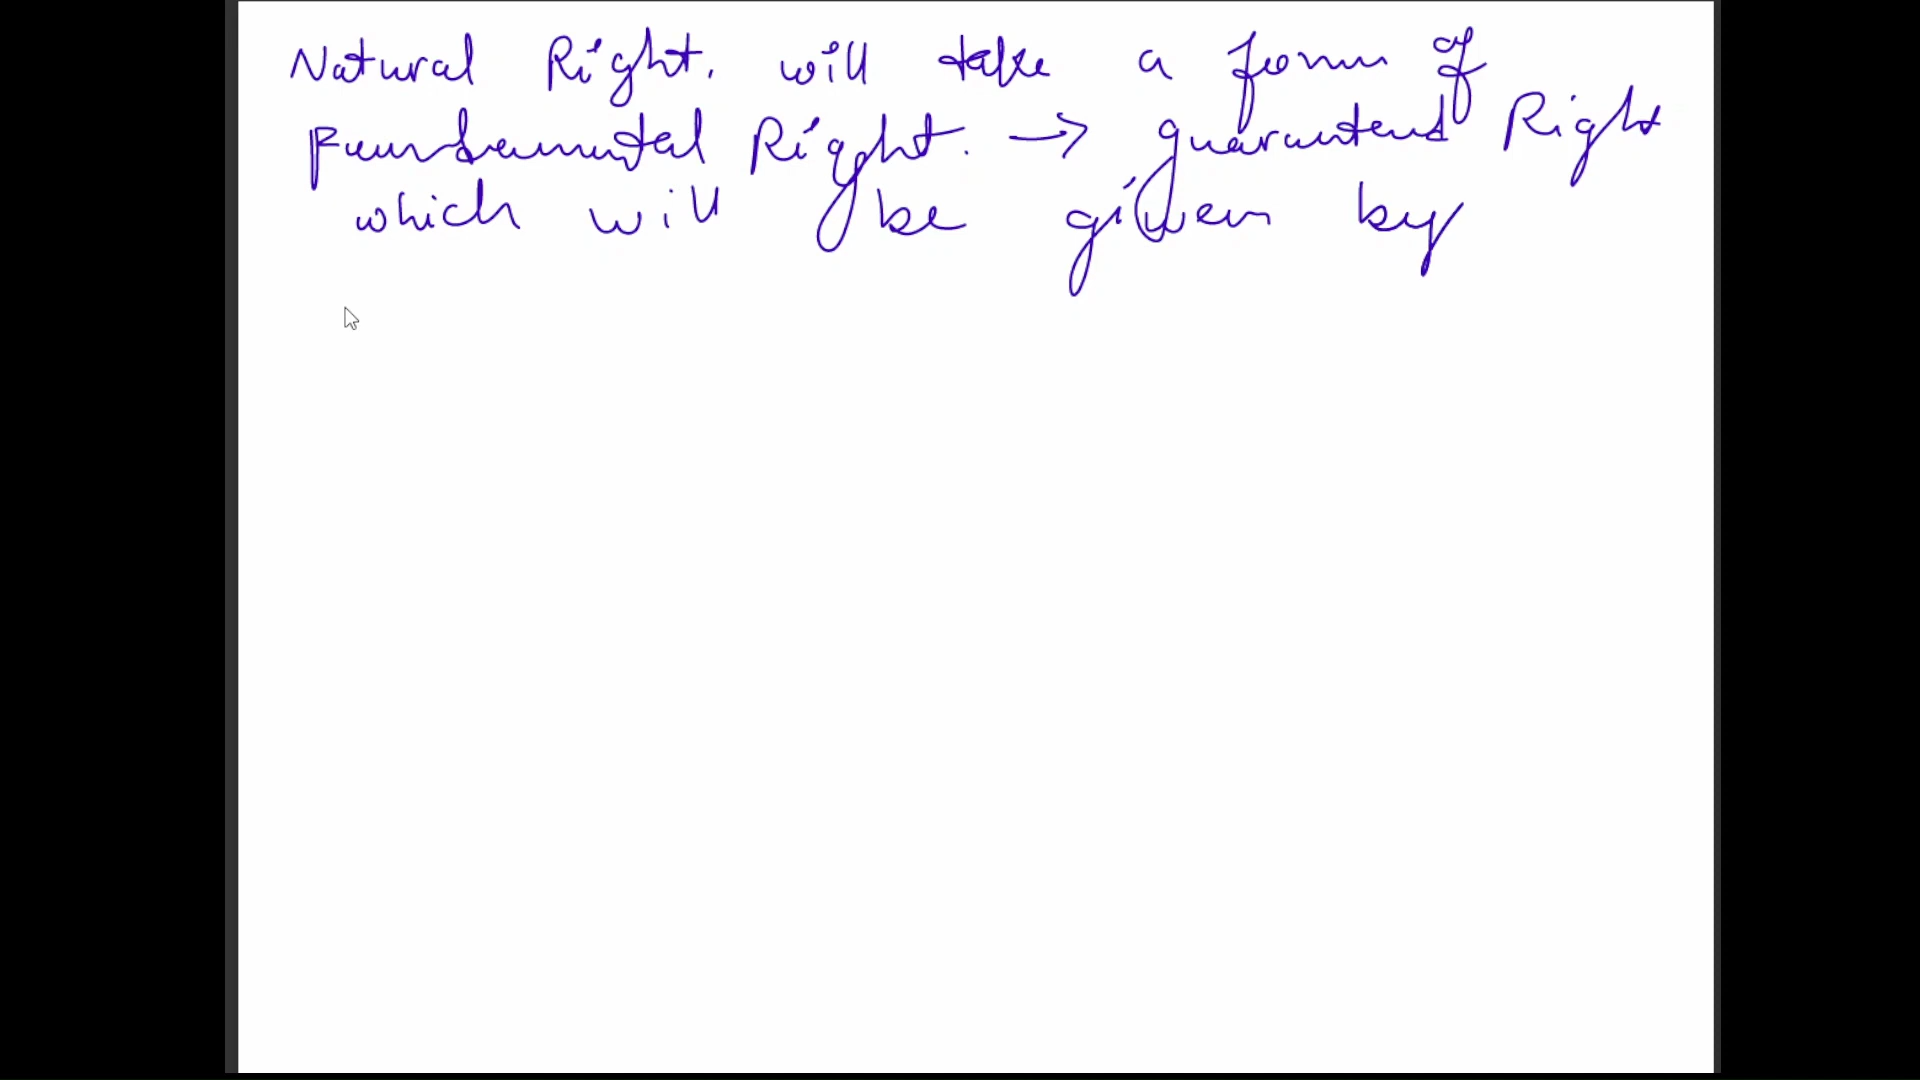 Natural Right. will take a form of
Fundamental Right. → guaranteed Right
which will be given by